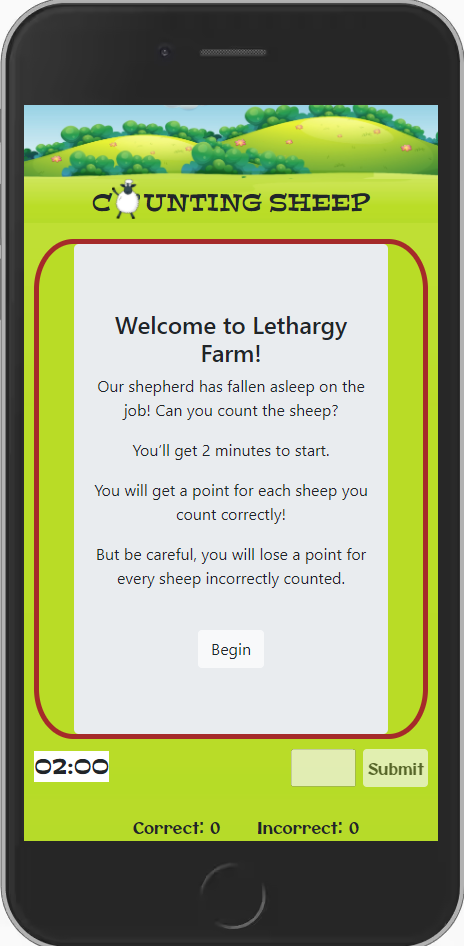 C UNTING SHEEP
Welcome to Lethargy
Farm!
Our shepherd has fallen asleep on the
job! Can you count the sheep?
You'll get 2 minutes to start.
You will get a point for each sheep you
count correctly!
But be careful, you will lose a point for
every sheep incorrectly counted.
Begin
02:00
Submit
Correct: 0 Incorrect: 0